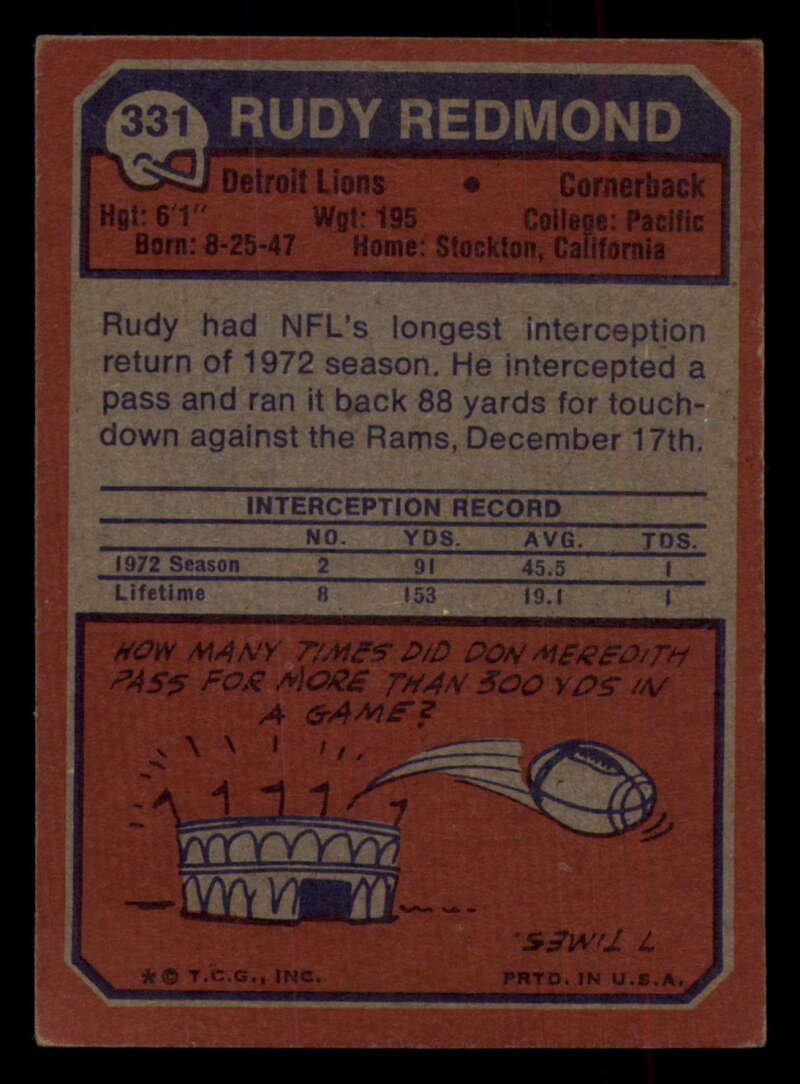 331 RUDY REDMOND
Detroit Lions • Cornerback
Hgt: 6'1" Wgt: 195 College: Pacific
Born: 8-25-47 Home: Stockton, California
Rudy had NFL's longest interception
return of 1972 season. He intercepted a
pass and ran it back 88 yards for touch-
down against the Rams, December 17th.
INTERCEPTION RECORD
NO. YDS. AVG. TDS.
1972 Season 2 91 45.5 1
Lifetime 8 153 19.1 1
HOW MANY TIMES DID DON MEREDITH
PASS FOR MORE THAN 300 YDS IN
A GAME?
7 TIMES.
* © T.C.G., INC. PRTD. IN U.S.A.